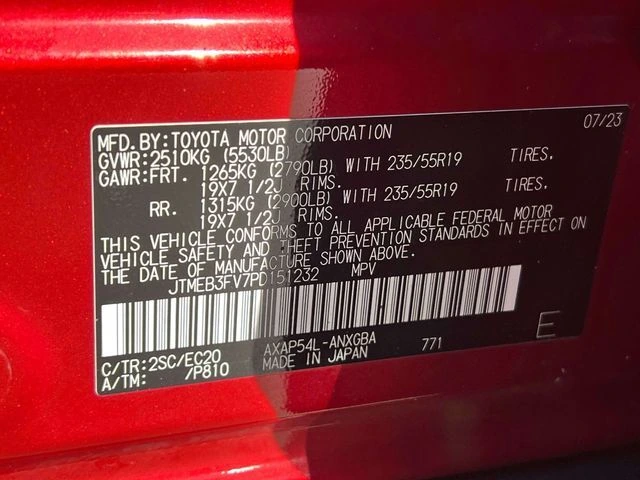 MFD.BY:TOYOTA MOTOR CORPORATION 07/23
GVWR:2510KG (5530LB)
GAWR:FRT. 1265KG (2790LB) WITH 235/55R19 TIRES.
19X7 1/2J RIMS.
RR. 1315KG (2900LB) WITH 235/55R19 TIRES.
19X7 1/2J RIMS.
THIS VEHICLE CONFORMS TO ALL APPLICABLE FEDERAL MOTOR
VEHICLE SAFETY AND THEFT PREVENTION STANDARDS IN EFFECT ON
THE DATE OF MANUFACTURE SHOWN ABOVE.
JTMEB3FV7PD151232 MPV
E
C/TR:2SC/EC20 AXAP54L-ANXGBA 771
A/TM: /P810 MADE IN JAPAN